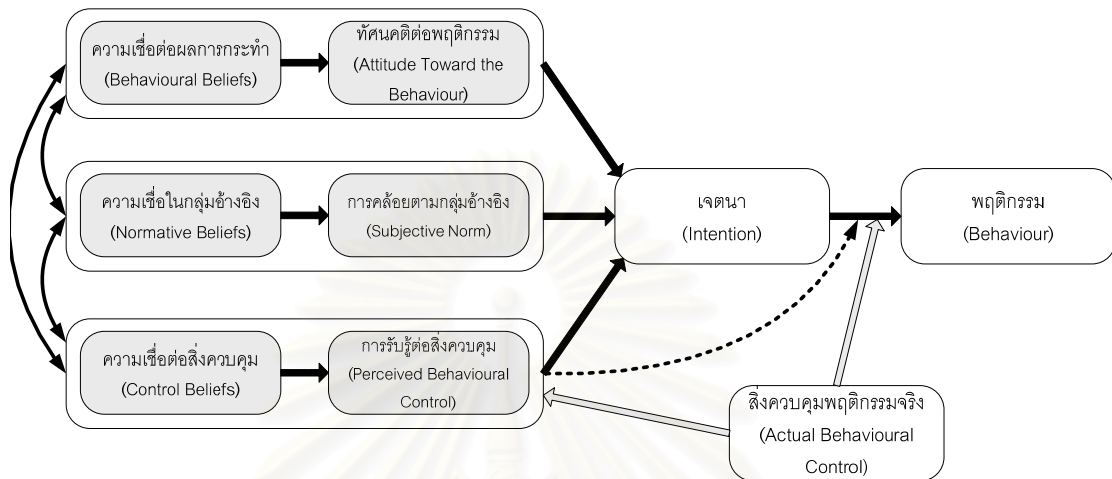 ความเชื่อต่อผลการกระทำ
(Behavioural Beliefs)
ทัศนคติต่อพฤติกรรม
(Attitude Toward the
Behaviour)
ความเชื่อในกลุ่มอ้างอิง
(Normative Beliefs)
การคล้อยตามกลุ่มอ้างอิง
(Subjective Norm)
เจตนา
(Intention)
พฤติกรรม
(Behaviour)
ความเชื่อต่อสิ่งควบคุม
(Control Beliefs)
การรับรู้ต่อสิ่งควบคุม
(Perceived Behavioural
Control)
สิ่งควบคุมพฤติกรรมจริง
(Actual Behavioural
Control)